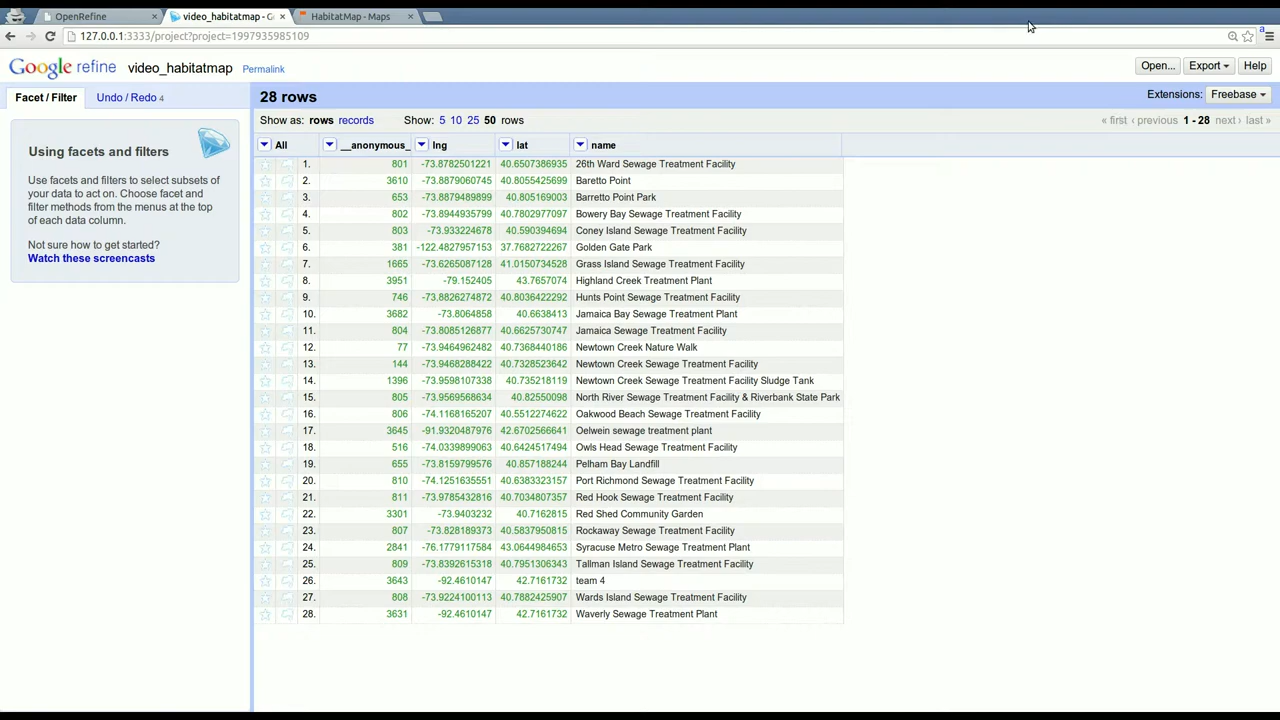 OpenRefine × video_habitatmap - G × HabitatMap - Maps ×
127.0.0.1:3333/project?project=1997935985109
Google refine video_habitatmap Permalink Open... Export Help
Facet / Filter Undo / Redo 4
28 rows
Extensions: Freebase
Show as: rows records Show: 5 10 25 50 rows
« first ‹ previous 1 - 28 next › last »
Using facets and filters
Use facets and filters to select subsets of
your data to act on. Choose facet and
filter methods from the menus at the top
of each data column.
Not sure how to get started?
Watch these screencasts
All __anonymous_ lng lat name
1. 801 -73.8782501221 40.6507386935 26th Ward Sewage Treatment Facility
2. 3610 -73.8879060745 40.8055425699 Baretto Point
3. 653 -73.8879489899 40.805169003 Barretto Point Park
4. 802 -73.8944935799 40.7802977097 Bowery Bay Sewage Treatment Facility
5. 803 -73.933224678 40.590394694 Coney Island Sewage Treatment Facility
6. 381 -122.4827957153 37.7682722267 Golden Gate Park
7. 1665 -73.6265087128 41.0150734528 Grass Island Sewage Treatment Facility
8. 3951 -79.152405 43.7657074 Highland Creek Treatment Plant
9. 746 -73.8826274872 40.8036422292 Hunts Point Sewage Treatment Facility
10. 3682 -73.8064858 40.6638413 Jamaica Bay Sewage Treatment Plant
11. 804 -73.8085126877 40.6625730747 Jamaica Sewage Treatment Facility
12. 77 -73.9464962482 40.7368440186 Newtown Creek Nature Walk
13. 144 -73.9468288422 40.7328523642 Newtown Creek Sewage Treatment Facility
14. 1396 -73.9598107338 40.735218119 Newtown Creek Sewage Treatment Facility Sludge Tank
15. 805 -73.9569568634 40.82550098 North River Sewage Treatment Facility & Riverbank State Park
16. 806 -74.1168165207 40.5512274622 Oakwood Beach Sewage Treatment Facility
17. 3645 -91.9320487976 42.6702566641 Oelwein sewage treatment plant
18. 516 -74.0339899063 40.6424517494 Owls Head Sewage Treatment Facility
19. 655 -73.8159799576 40.857188244 Pelham Bay Landfill
20. 810 -74.1251635551 40.6383323157 Port Richmond Sewage Treatment Facility
21. 811 -73.9785432816 40.7034807357 Red Hook Sewage Treatment Facility
22. 3301 -73.9403232 40.7162815 Red Shed Community Garden
23. 807 -73.828189373 40.5837950815 Rockaway Sewage Treatment Facility
24. 2841 -76.1779117584 43.0644984653 Syracuse Metro Sewage Treatment Plant
25. 809 -73.8392615318 40.7951306343 Tallman Island Sewage Treatment Facility
26. 3643 -92.4610147 42.7161732 team 4
27. 808 -73.9224100113 40.7882425907 Wards Island Sewage Treatment Facility
28. 3631 -92.4610147 42.7161732 Waverly Sewage Treatment Plant